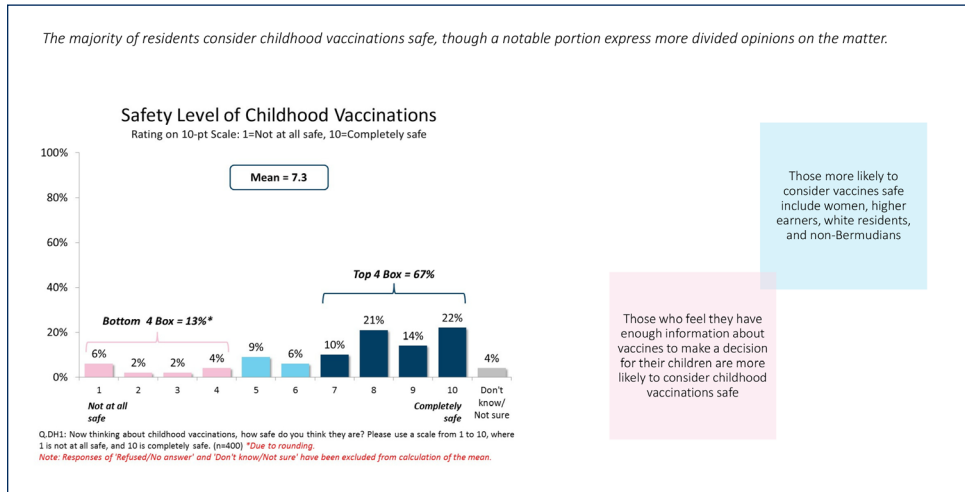 The majority of residents consider childhood vaccinations safe, though a notable portion express more divided opinions on the matter.
Safety Level of Childhood Vaccinations
Rating on 10-pt Scale: 1=Not at all safe, 10=Completely safe
100%
80%
60%
40%
20%
0%
Mean = 7.3
Bottom 4 Box = 13%*
Top 4 Box = 67%
6%
2%
2%
4%
9%
6%
10%
21%
14%
22%
4%
1
2
3
4
5
6
7
8
9
10
Don't
know/
Not sure
Not at all
safe
Completely
safe
Q.DH1: Now thinking about childhood vaccinations, how safe do you think they are? Please use a scale from 1 to 10, where
1 is not at all safe, and 10 is completely safe. (n=400) *Due to rounding.
Note: Responses of 'Refused/No answer' and 'Don't know/Not sure' have been excluded from calculation of the mean.
Those more likely to
consider vaccines safe
include women, higher
earners, white residents,
and non-Bermudians
Those who feel they have
enough information about
vaccines to make a decision
for their children are more
likely to consider childhood
vaccinations safe